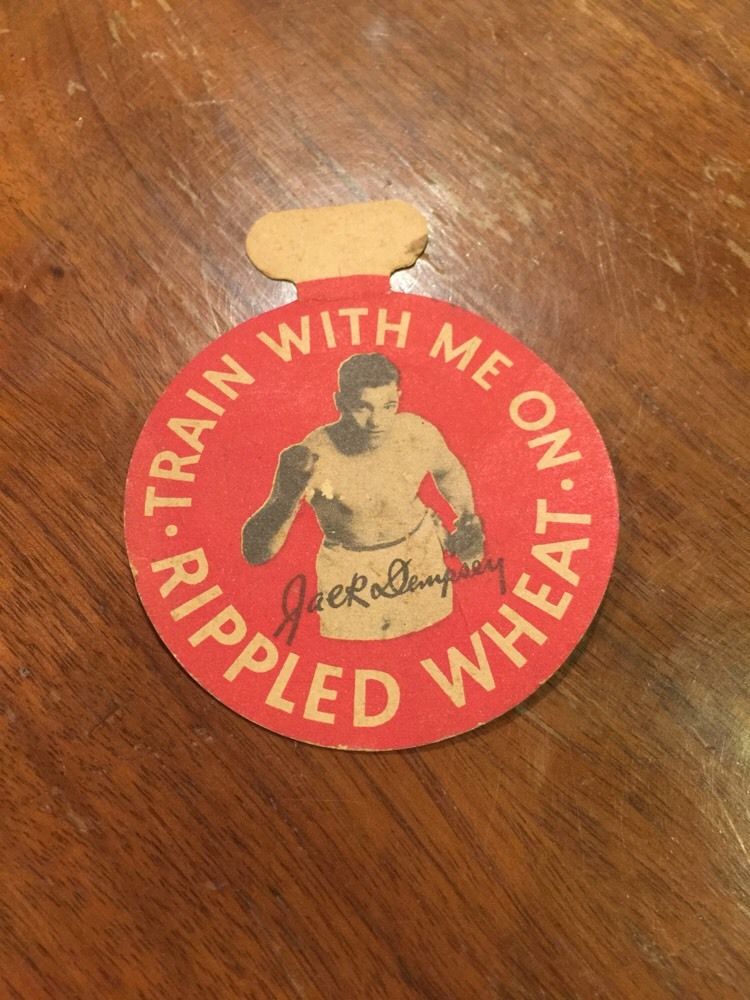 · TRAIN WITH ME ON ·
Jack Dempsey
RIPPLED WHEAT